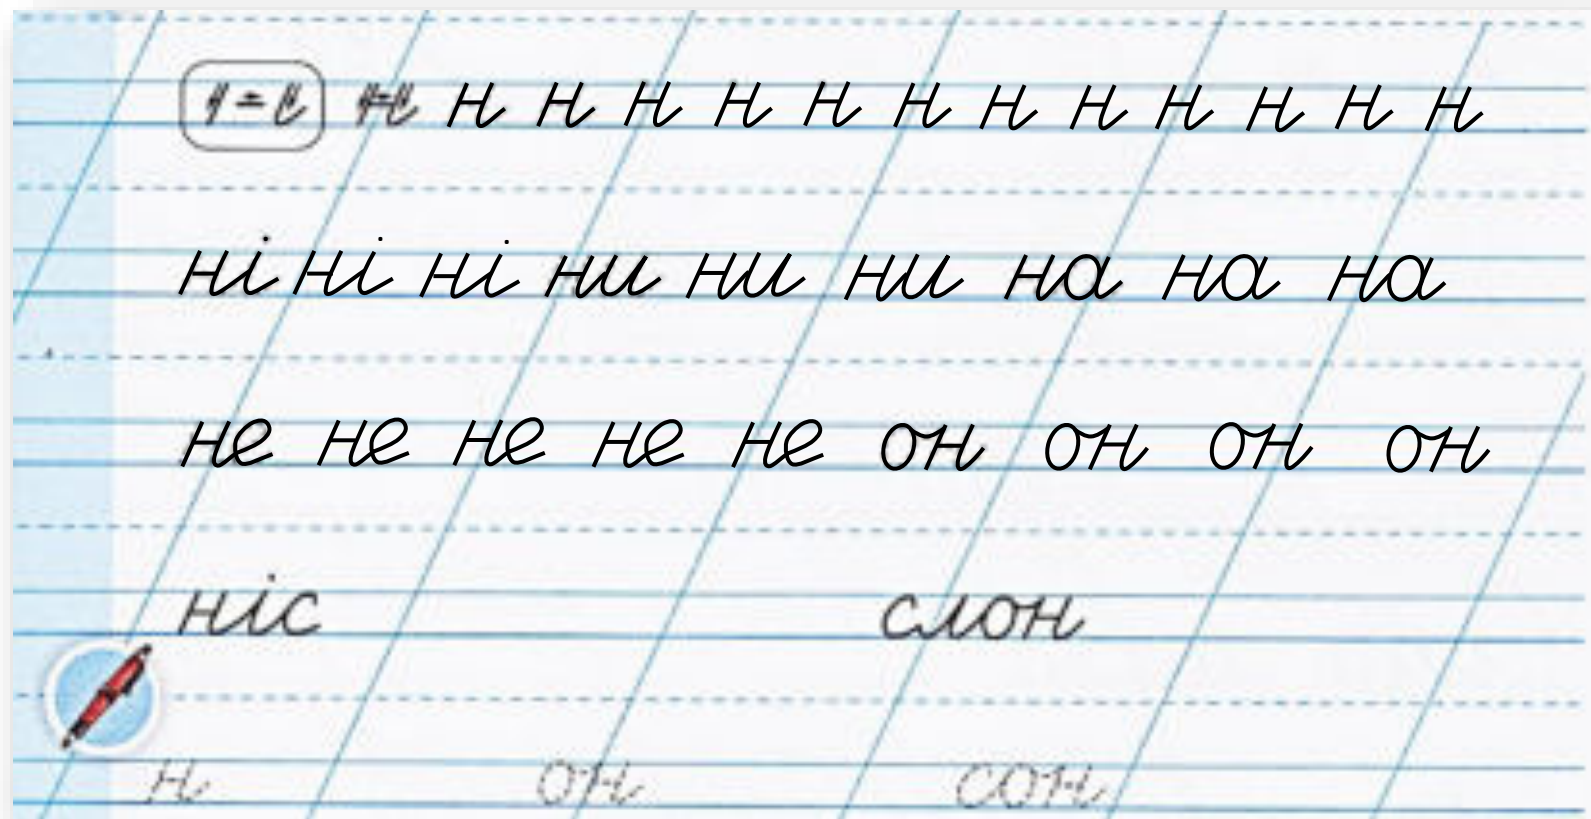 н н н н н н н н н н н н н
ні ні ні ни ни ни на на на
не не не не не он он он он
ніс слон
н он сон